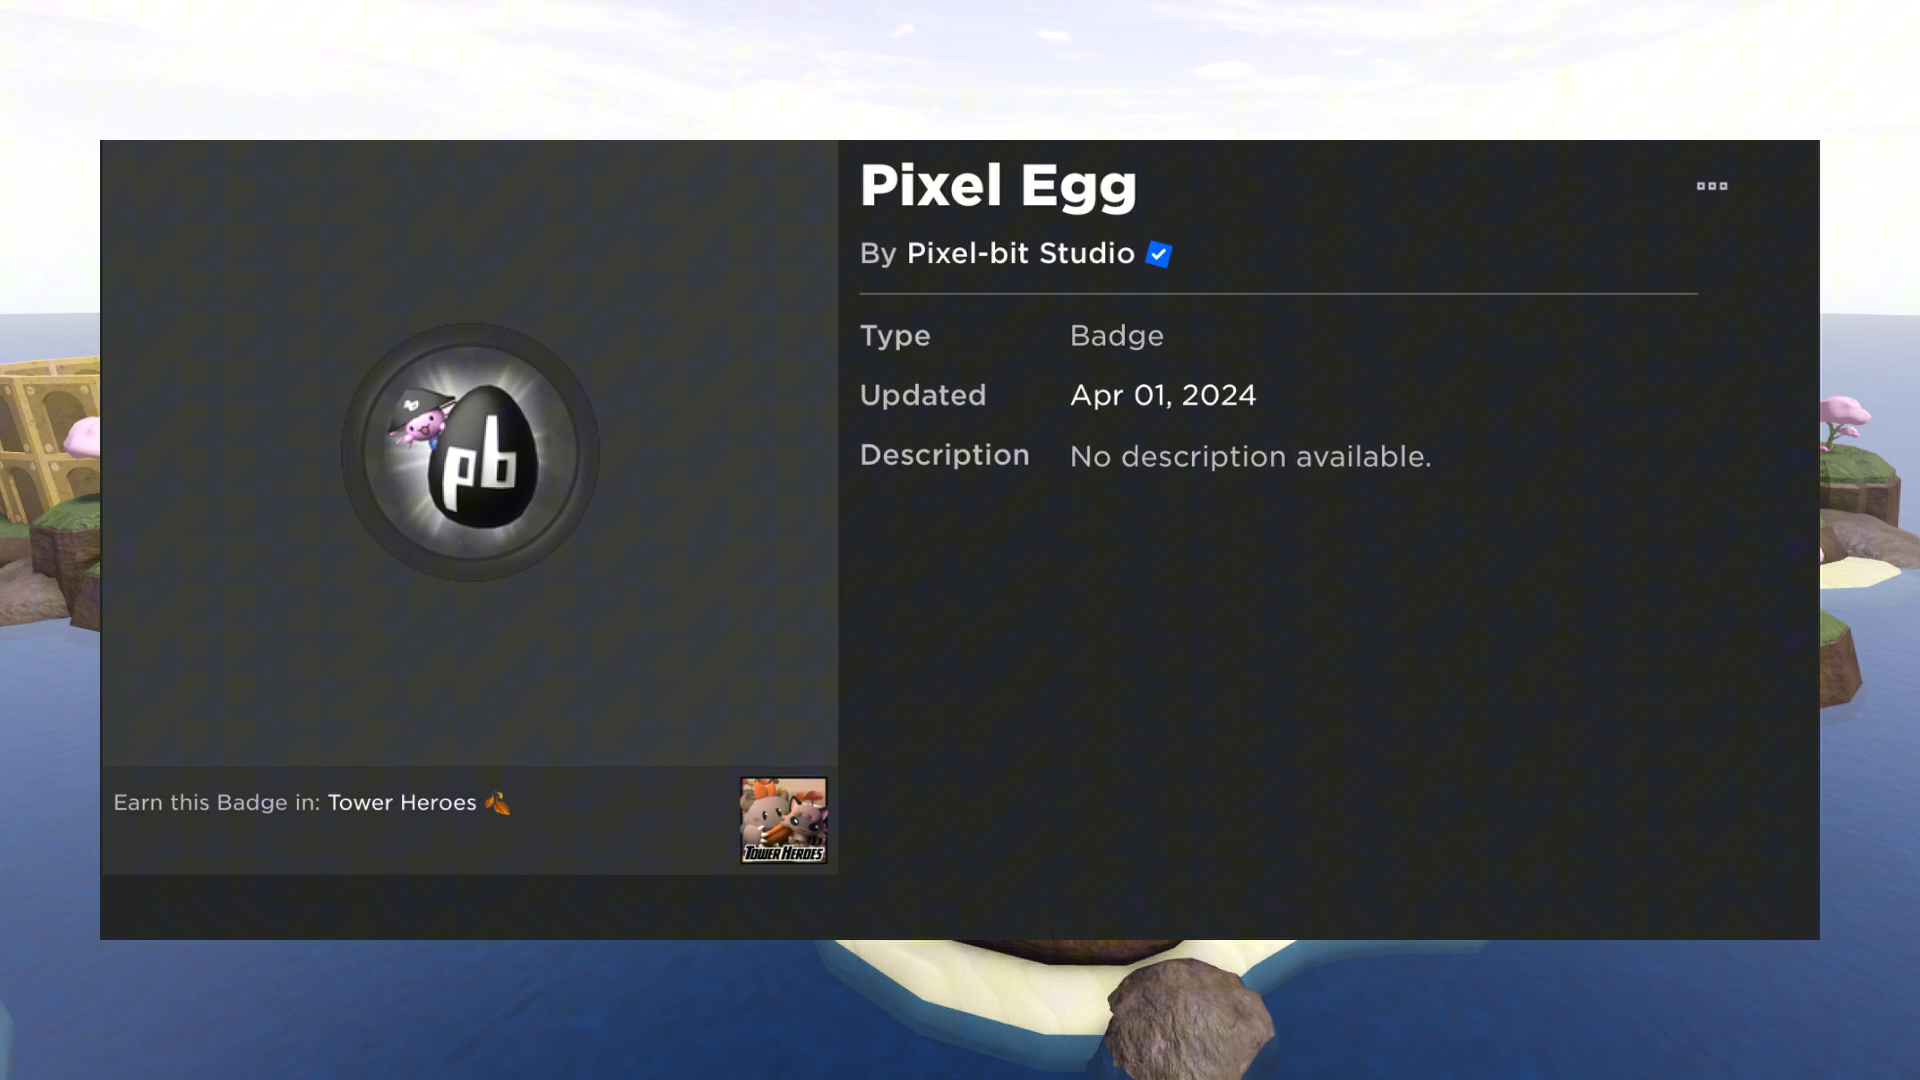 Pixel Egg
By Pixel-bit Studio
Type Badge
Updated Apr 01, 2024
Description No description available.
pb
Earn this Badge in: Tower Heroes
TOWER HEROES